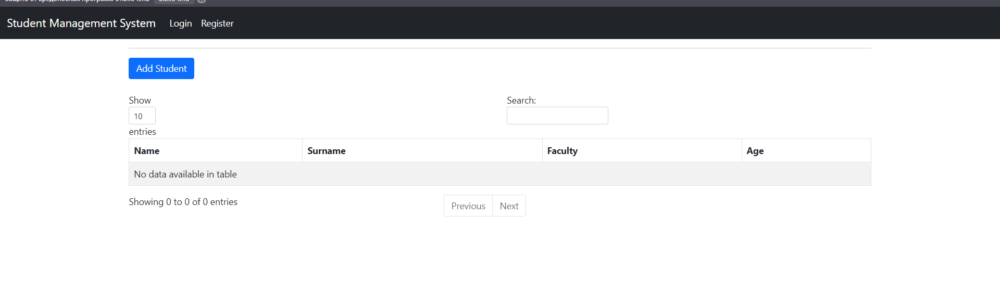 Student Management System Login Register
Add Student
Show
10
entries
Search:
Name Surname Faculty Age
No data available in table
Showing 0 to 0 of 0 entries
Previous Next